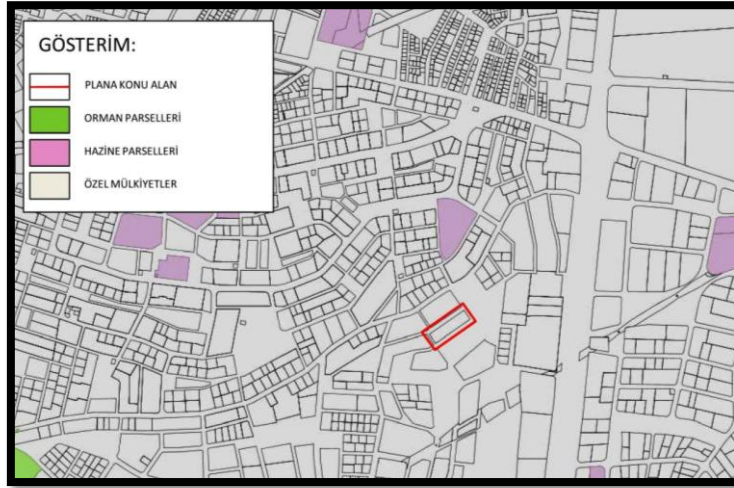 GÖSTERİM:
PLANA KONU ALAN
ORMAN PARSELLERİ
HAZİNE PARSELLERİ
ÖZEL MÜLKİYETLER